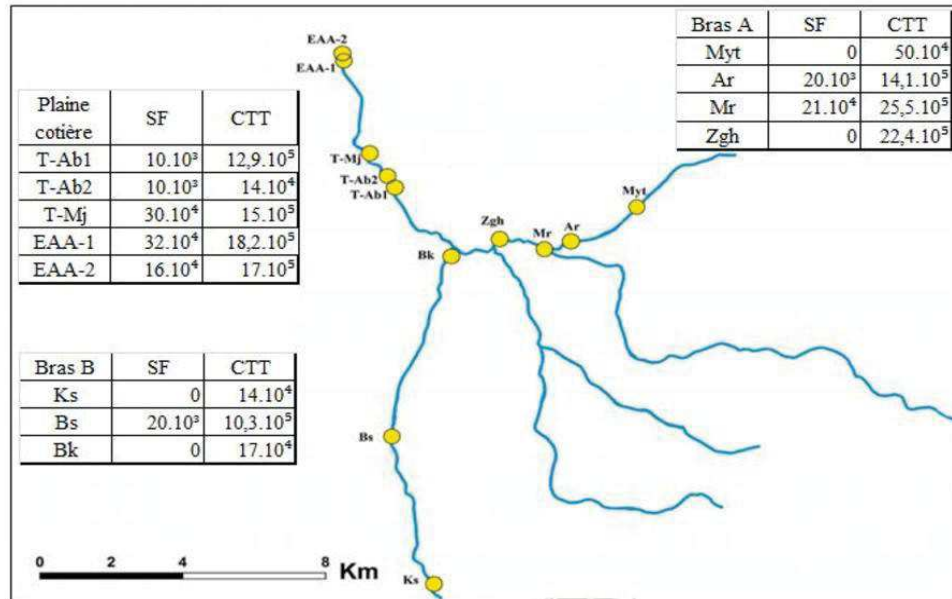 Bras A SF CTT
Myt 0 50.10⁴
Ar 20.10³ 14,1.10⁵
Mr 21.10⁴ 25,5.10⁵
Zgh 0 22,4.10⁵
Plaine
cotière SF CTT
T-Ab1 10.10³ 12,9.10⁵
T-Ab2 10.10³ 14.10⁴
T-Mj 30.10⁴ 15.10⁵
EAA-1 32.10⁴ 18,2.10⁵
EAA-2 16.10⁴ 17.10⁵
Bras B SF CTT
Ks 0 14.10⁴
Bs 20.10³ 10,3.10⁵
Bk 0 17.10⁴
EAA-2
EAA-1
T-Mj
T-Ab2
T-Ab1
Myt
Zgh
Mr
Ar
Bk
Bs
Ks
0 2 4 8 Km